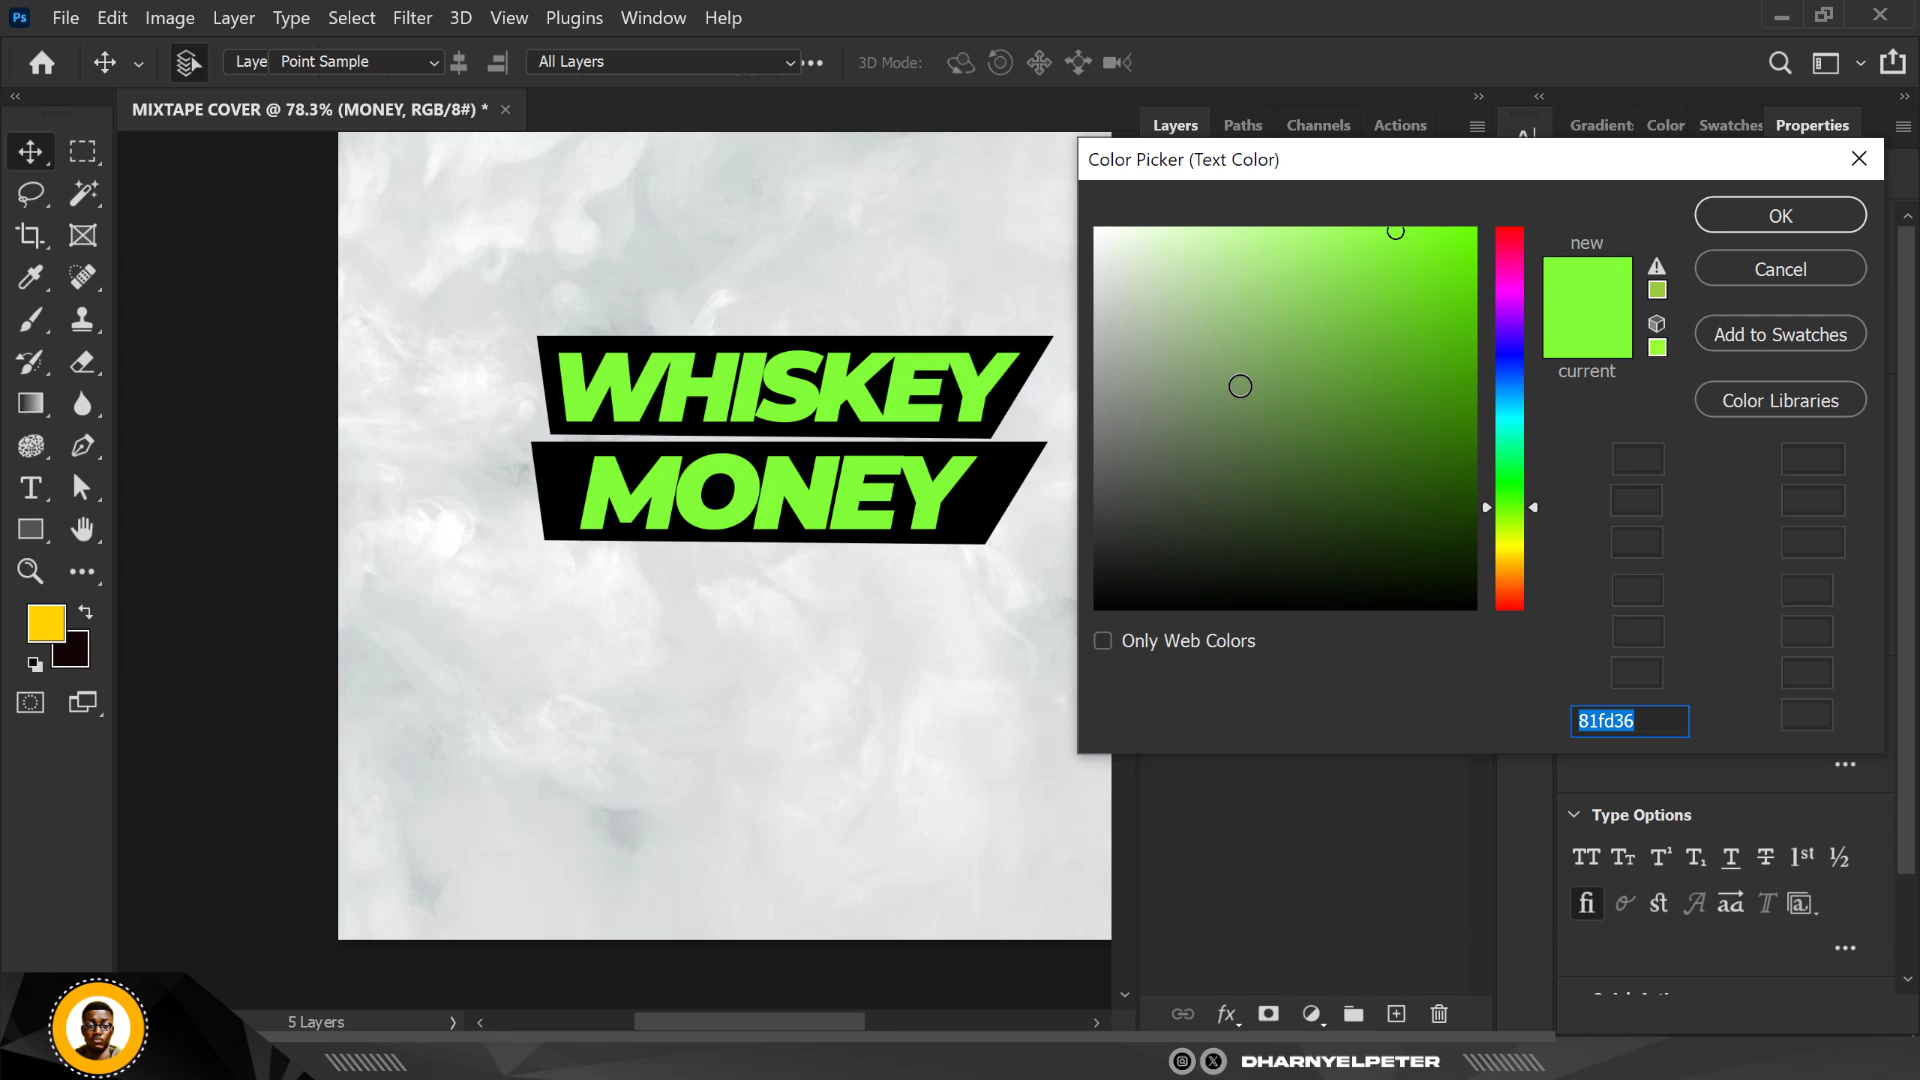 Ps File Edit Image Layer Type Select Filter 3D View Plugins Window Help
Laye Point Sample All Layers 3D Mode:
MIXTAPE COVER @ 78.3% (MONEY, RGB/8#) *
Layers Paths Channels Actions
Gradient Color Swatches Properties
Color Picker (Text Color)
OK
new
Cancel
Add to Swatches
current
Color Libraries
WHISKEY
MONEY
Only Web Colors
81fd36
Type Options
5 Layers
DHARNYELPETER